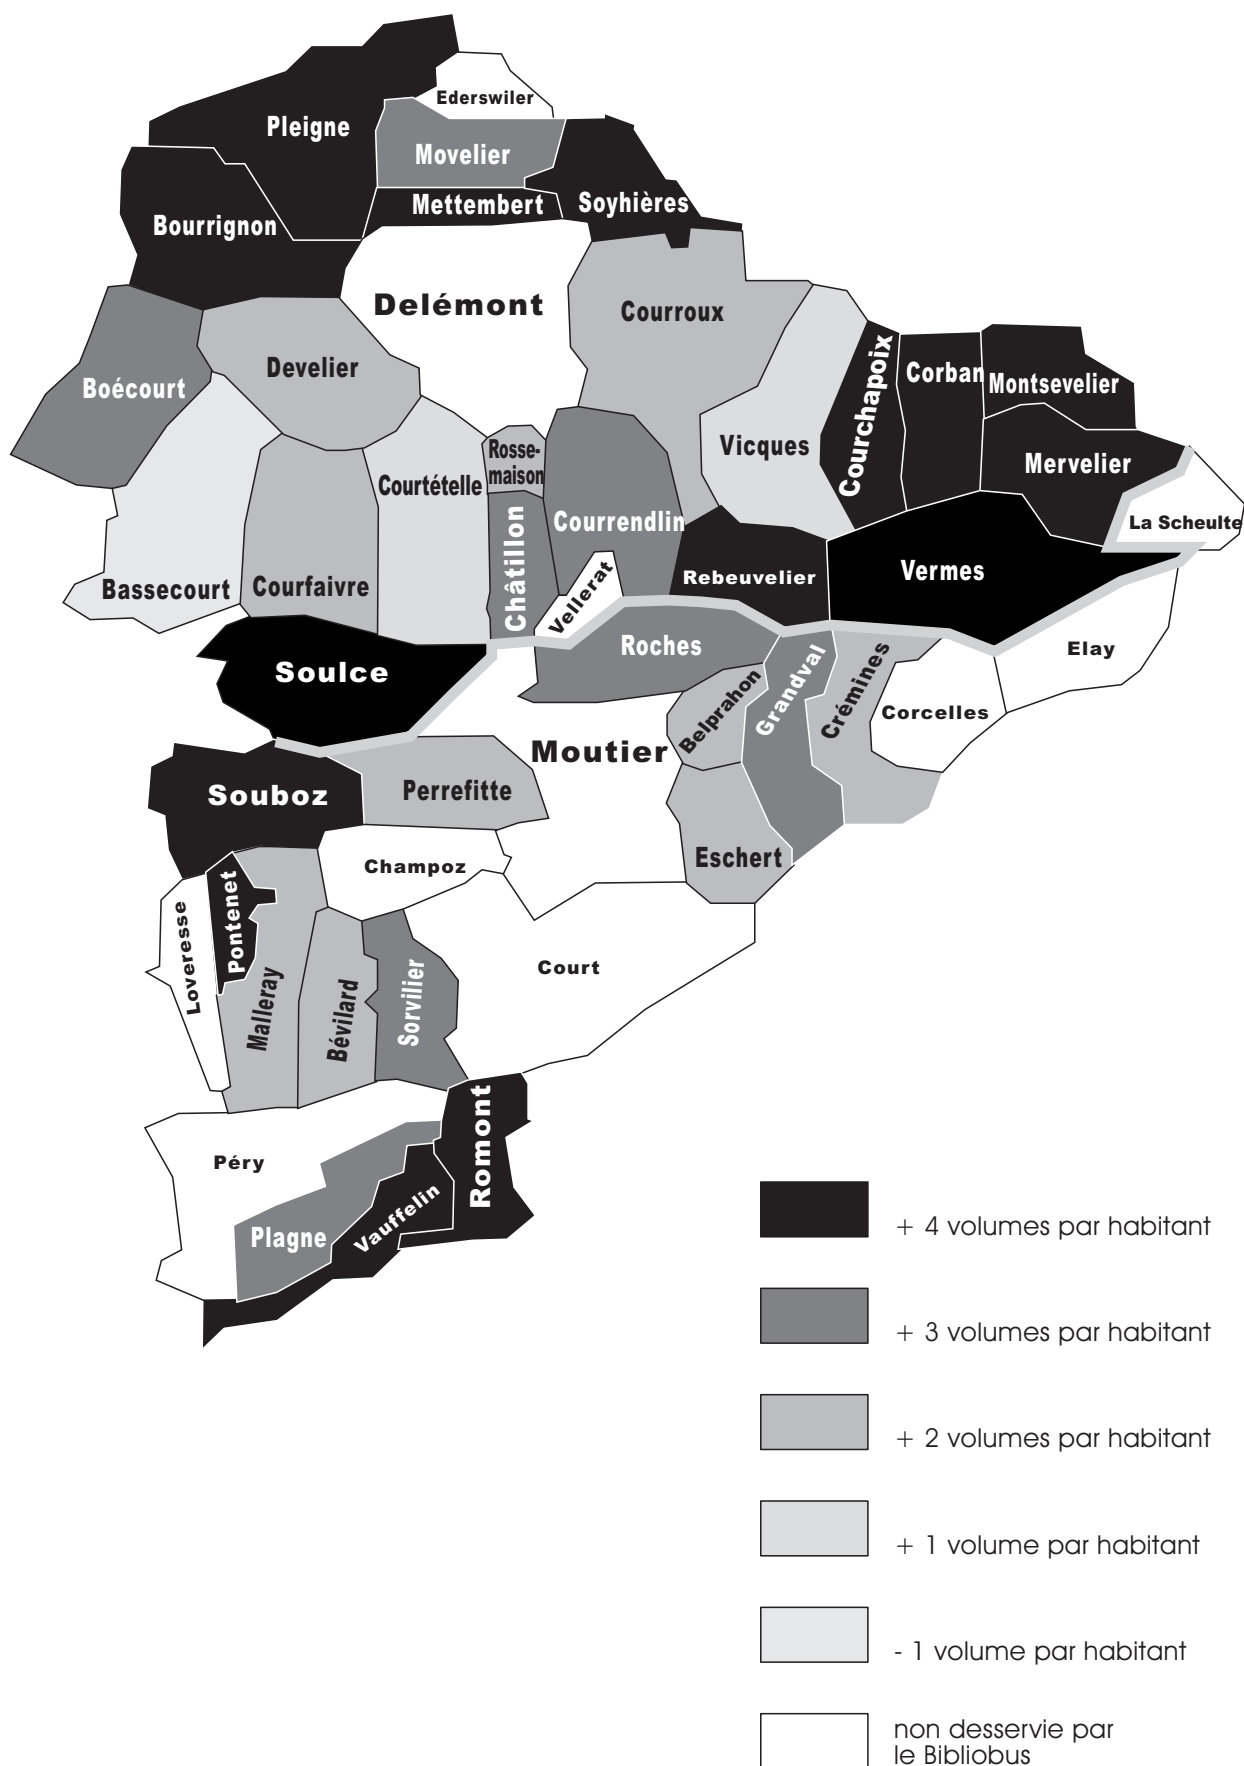 Ederswiler
Pleigne
Movelier
Mettembert
Soyhières
Bourrignon
Delémont
Courroux
Develier
Boécourt
Courchapoix
Corban
Montsevelier
Vicques
Rosse-
maison
Mervelier
Courtételle
Châtillon
Courrendlin
La Scheulte
Bassecourt
Courfaivre
Vellerat
Rebeuvelier
Vermes
Soulce
Roches
Elay
Belprahon
Grandval
Crémines
Corcelles
Moutier
Souboz
Perrefitte
Eschert
Champoz
Loveresse
Pontenet
Malleray
Bévilard
Sorvilier
Court
Romont
Péry
Plagne
Vauffelin
+ 4 volumes par habitant
+ 3 volumes par habitant
+ 2 volumes par habitant
+ 1 volume par habitant
- 1 volume par habitant
non desservie par
le Bibliobus